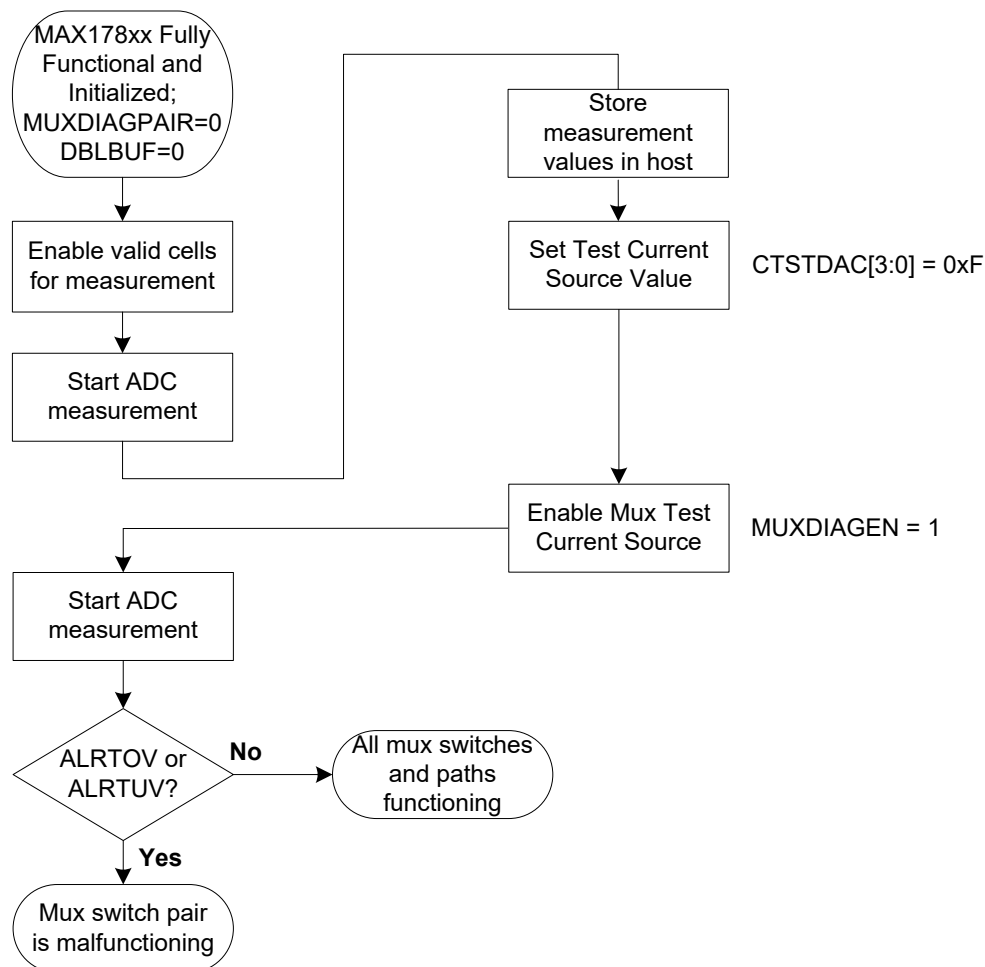 MAX178xx Fully
Functional and
Initialized;
MUXDIAGPAIR=0
DBLBUF=0
Enable valid cells
for measurement
Start ADC
measurement
Store
measurement
values in host
Set Test Current
Source Value
CTSTDAC[3:0] = 0xF
Enable Mux Test
Current Source
MUXDIAGEN = 1
Start ADC
measurement
ALRTOV or
ALRTUV?
No
All mux switches
and paths
functioning
Yes
Mux switch pair
is malfunctioning